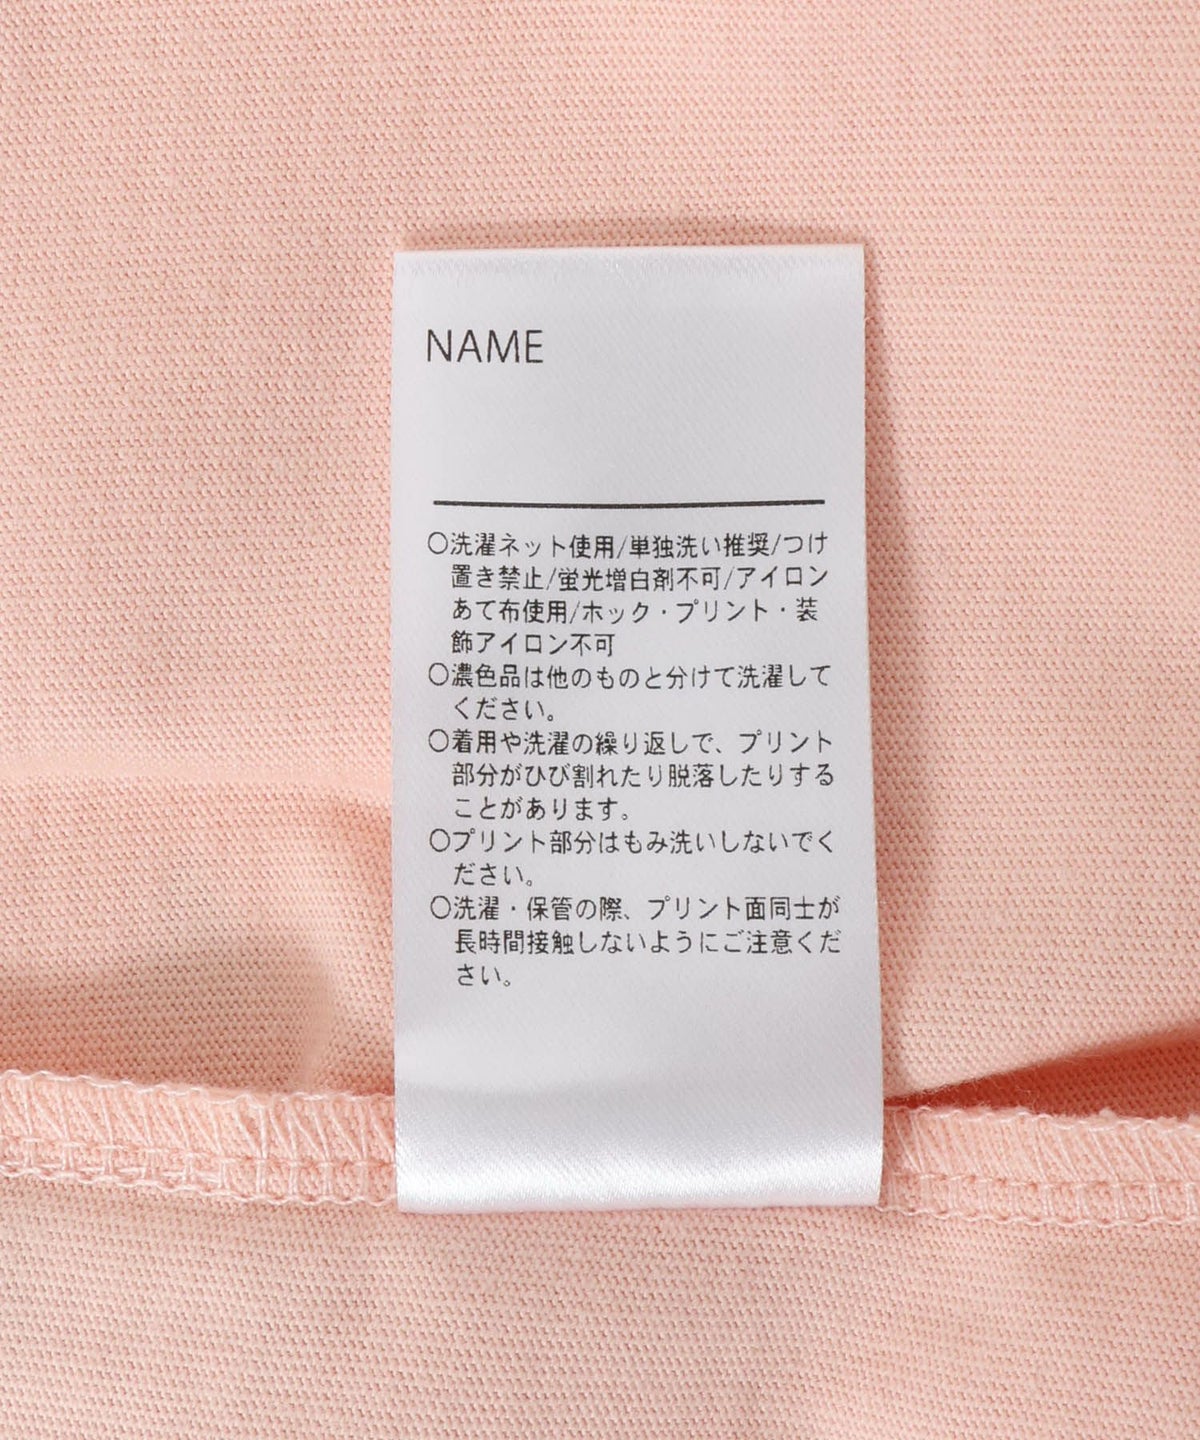 NAME
〇洗濯ネット使用/単独洗い推奨/つけ
置き禁止/蛍光増白剤不可/アイロン
あて布使用/ホック・プリント・装
飾アイロン不可
〇濃色品は他のものと分けて洗濯して
ください。
〇着用や洗濯の繰り返しで、プリント
部分がひび割れたり脱落したりする
ことがあります。
〇プリント部分はもみ洗いしないでく
ださい。
〇洗濯・保管の際、プリント面同士が
長時間接触しないようにご注意くだ
さい。